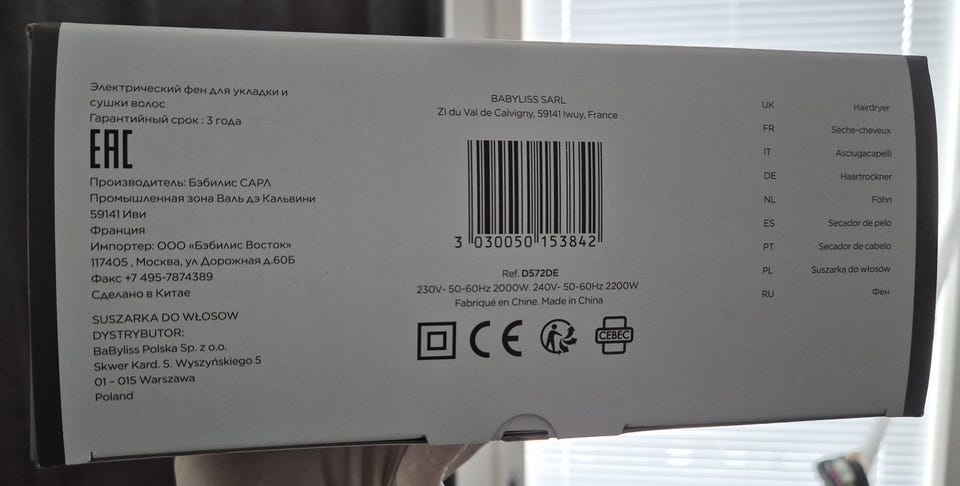 Электрический фен для укладки и
сушки волос
Гарантийный срок : 3 года
EAC
Производитель: Бэбилис САРЛ
Промышленная зона Валь дэ Кальвини
59141 Иви
Франция
Импортер: ООО «Бэбилис Восток»
117405 , Москва, ул Дорожная д.60Б
Факс +7 495-7874389
Сделано в Китае
SUSZARKA DO WŁOSOW
DYSTRYBUTOR:
BaByliss Polska Sp. z o.o.
Skwer Kard. S. Wyszyńskiego 5
01 – 015 Warszawa
Poland
BABYLISS SARL
ZI du Val de Calvigny, 59141 Iwuy, France
3 030050 153842
Ref. D572DE
230V~ 50-60Hz 2000W. 240V~ 50-60Hz 2200W
Fabriqué en Chine. Made in China
CE
CEBEC
UK Hairdryer
FR Sèche-cheveux
IT Asciugacapelli
DE Haartrockner
NL Föhn
ES Secador de pelo
PT Secador de cabelo
PL Suszarka do włosów
RU Фен